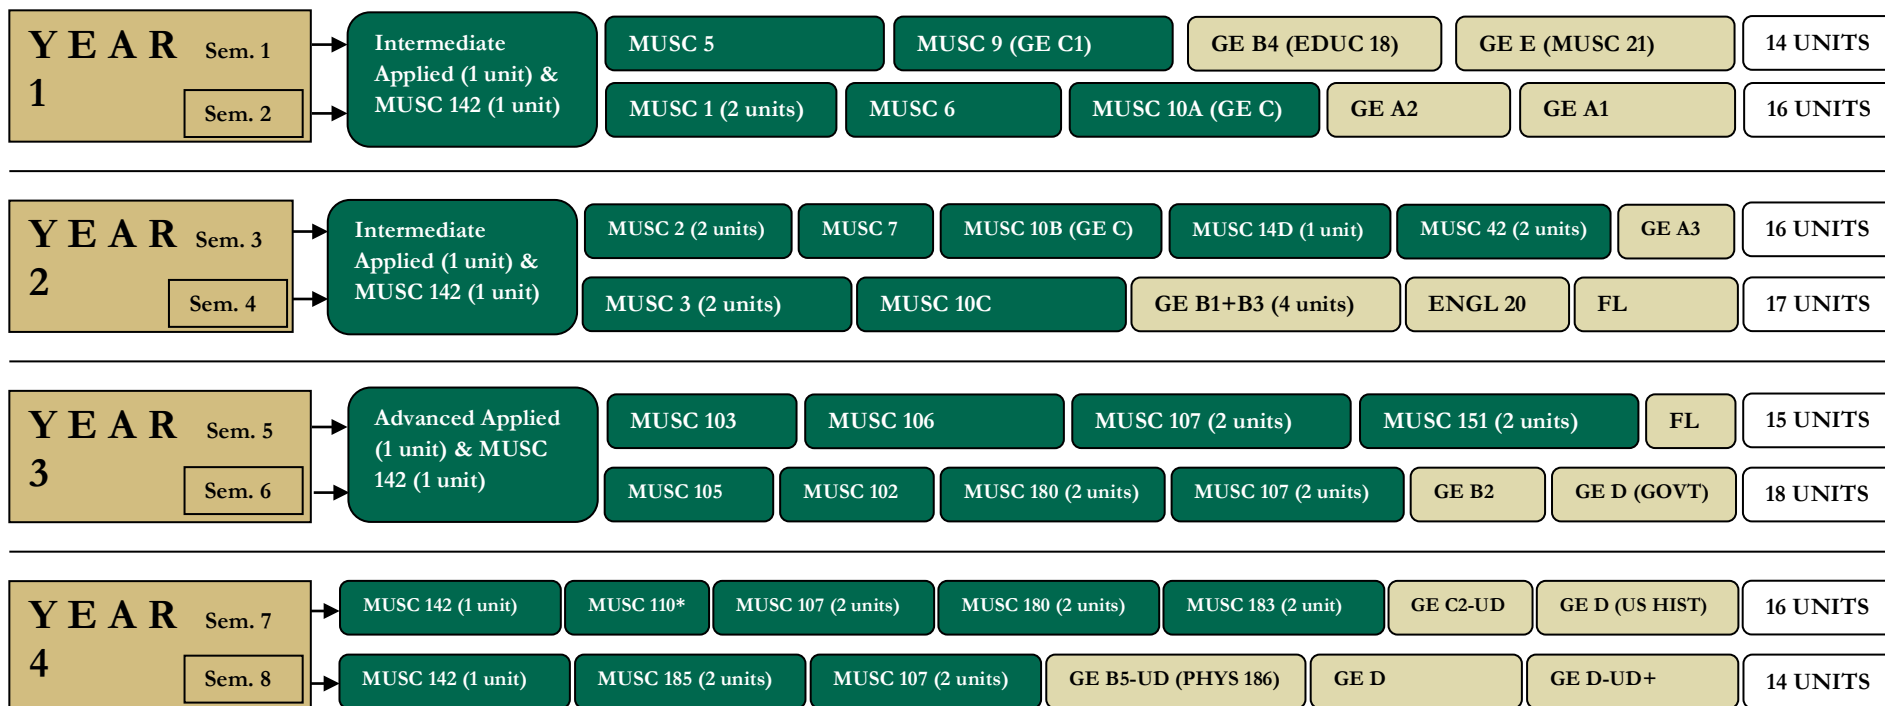 Y E A R Sem. 1
1
Sem. 2
Intermediate
Applied (1 unit) &
MUSC 142 (1 unit)
MUSC 5
MUSC 9 (GE C1)
GE B4 (EDUC 18)
GE E (MUSC 21)
14 UNITS
MUSC 1 (2 units)
MUSC 6
MUSC 10A (GE C)
GE A2
GE A1
16 UNITS
Y E A R Sem. 3
2
Sem. 4
Intermediate
Applied (1 unit) &
MUSC 142 (1 unit)
MUSC 2 (2 units)
MUSC 7
MUSC 10B (GE C)
MUSC 14D (1 unit)
MUSC 42 (2 units)
GE A3
16 UNITS
MUSC 3 (2 units)
MUSC 10C
GE B1+B3 (4 units)
ENGL 20
FL
17 UNITS
Y E A R Sem. 5
3
Sem. 6
Advanced Applied
(1 unit) & MUSC
142 (1 unit)
MUSC 103
MUSC 106
MUSC 107 (2 units)
MUSC 151 (2 units)
FL
15 UNITS
MUSC 105
MUSC 102
MUSC 180 (2 units)
MUSC 107 (2 units)
GE B2
GE D (GOVT)
18 UNITS
Y E A R Sem. 7
4
Sem. 8
MUSC 142 (1 unit)
MUSC 110*
MUSC 107 (2 units)
MUSC 180 (2 units)
MUSC 183 (2 unit)
GE C2-UD
GE D (US HIST)
16 UNITS
MUSC 142 (1 unit)
MUSC 185 (2 units)
MUSC 107 (2 units)
GE B5-UD (PHYS 186)
GE D
GE D-UD+
14 UNITS